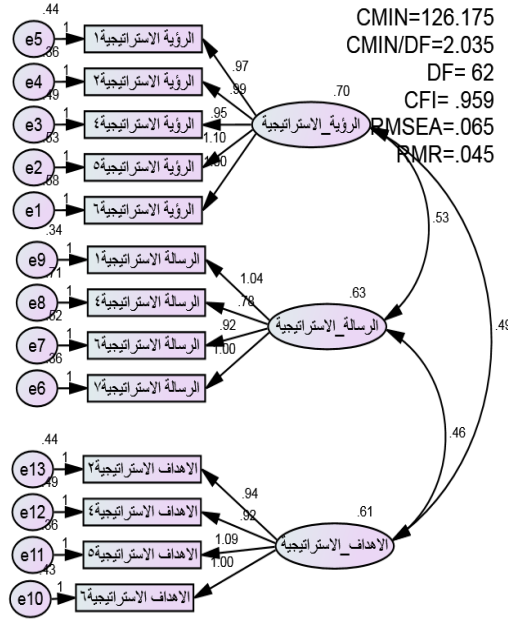 CMIN=126.175
CMIN/DF=2.035
DF= 62
CFI= .959
RMSEA=.065
RMR=.045
.44
e5
1
الرؤية الاستراتيجية١
.97
.36
e4
1
الرؤية الاستراتيجية٢
.99
.49
e3
1
الرؤية الاستراتيجية٤
.95
e2
1
الرؤية الاستراتيجية٥
1.10
e1
1
الرؤية الاستراتيجية٦
.70
الرؤية_الاستراتيجية
.53
.49
.34
e9
1
الرسالة الاستراتيجية١
1.04
.71
e8
1
الرسالة الاستراتيجية٤
.78
e7
1
الرسالة الاستراتيجية٦
.92
.36
e6
1
الرسالة الاستراتيجية٧
1.00
.63
الرسالة_الاستراتيجية
.46
.44
e13
1
الاهداف الاستراتيجية٢
.94
.49
e12
1
الاهداف الاستراتيجية٤
.92
.36
e11
1
الاهداف الاستراتيجية٥
1.09
.43
e10
1
الاهداف الاستراتيجية٦
1.00
.61
الاهداف_الاستراتيجية